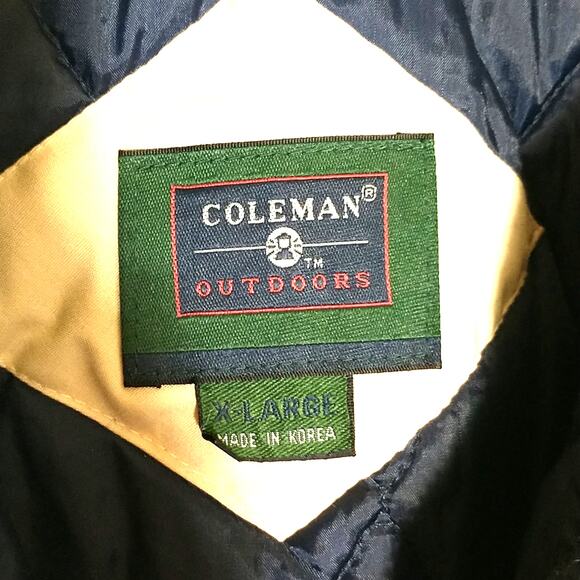 COLEMAN®
TM
OUTDOORS
X-LARGE
MADE IN KOREA